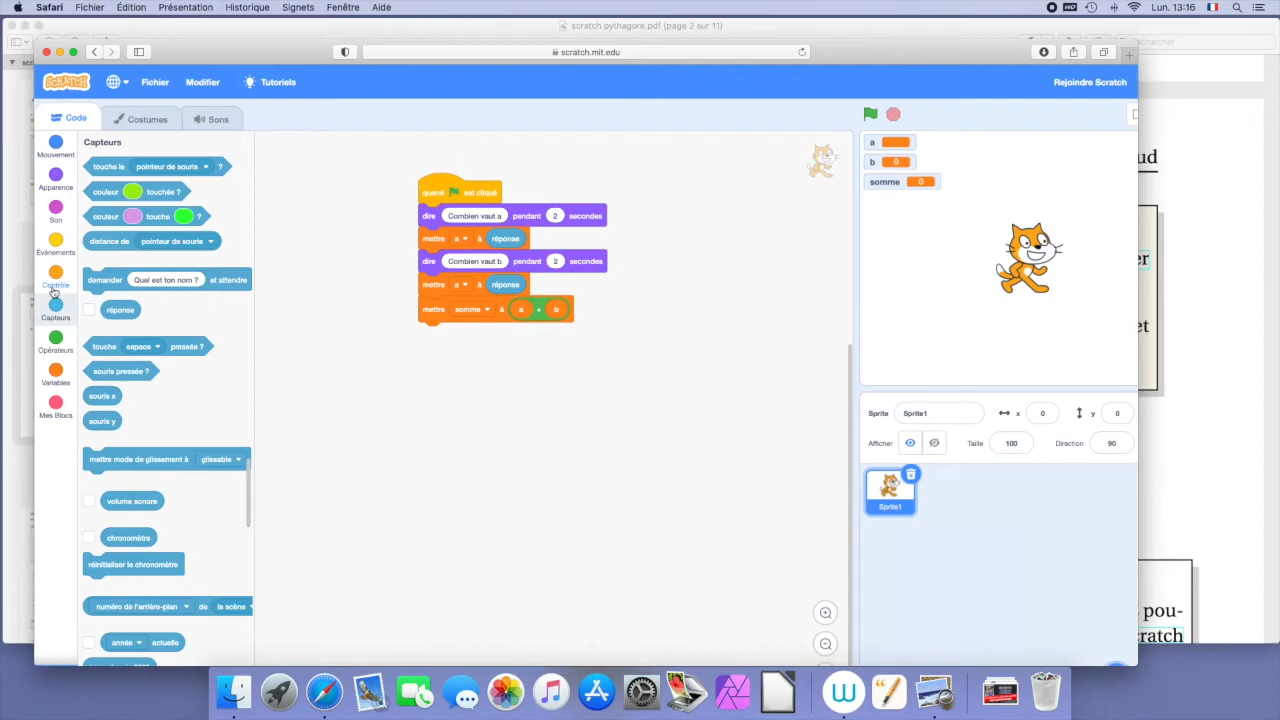 Safari Fichier Édition Présentation Historique Signets Fenêtre Aide
Lun. 13:16
scratch pythagore.pdf (page 2 sur 11)
scratch.mit.edu
SCRATCH Fichier Modifier Tutoriels Rejoindre Scratch
Code Costumes Sons
Mouvement
Apparence
Son
Événements
Contrôle
Capteurs
Opérateurs
Variables
Mes Blocs
Capteurs
touche le pointeur de souris ?
couleur touchée ?
couleur touche ?
distance de pointeur de souris
demander Quel est ton nom ? et attendre
réponse
touche espace pressée ?
souris pressée ?
souris x
souris y
mettre mode de glissement à glissable
volume sonore
chronomètre
réinitialiser le chronomètre
numéro de l'arrière-plan de la scène
année actuelle
quand est cliqué
dire Combien vaut a pendant 2 secondes
mettre a à réponse
dire Combien vaut b pendant 2 secondes
mettre a à réponse
mettre somme à a + b
a
b 0
somme 0
Sprite Sprite1 x 0 y 0
Afficher Taille 100 Direction 90
Sprite1
ud
er
et
pou-
cratch